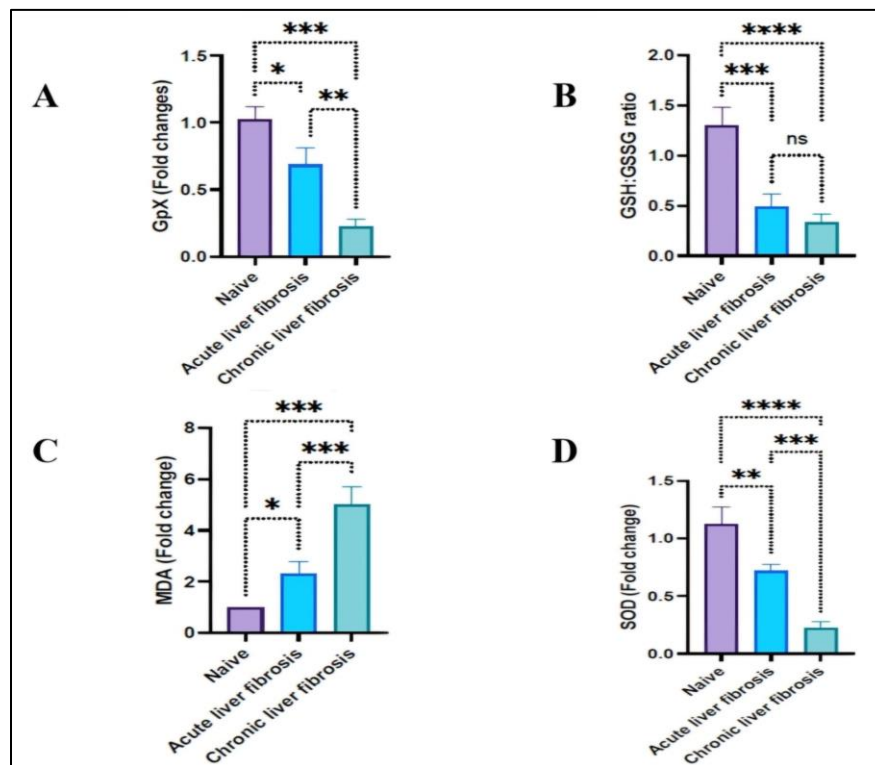 A
***
*
**
GpX (Fold changes)
1.5
1.0
0.5
0.0
Naive
Acute liver fibrosis
Chronic liver fibrosis
B
****
***
ns
GSH:GSSG ratio
2.0
1.5
1.0
0.5
0.0
Naive
Acute liver fibrosis
Chronic liver fibrosis
C
***
***
*
MDA (Fold change)
8
6
4
2
0
Naive
Acute liver fibrosis
Chronic liver fibrosis
D
****
***
**
SOD (Fold change)
1.5
1.0
0.5
0.0
Naive
Acute liver fibrosis
Chronic liver fibrosis